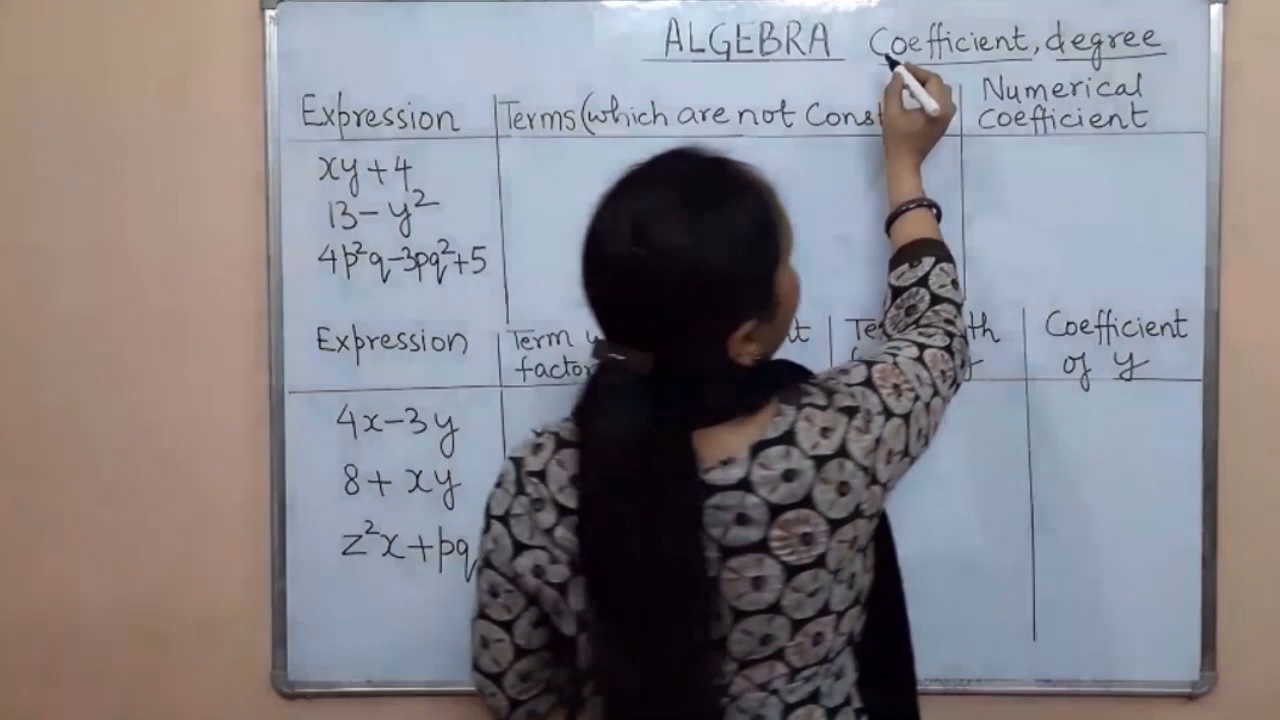 ALGEBRA Coefficient, degree
Expression Terms (which are not Const Numerical coefficient
xy + 4
13 - y²
4p²q - 3pq² + 5
Expression Term Coefficient
factor of y
4x - 3y
8 + xy
z²x + pq